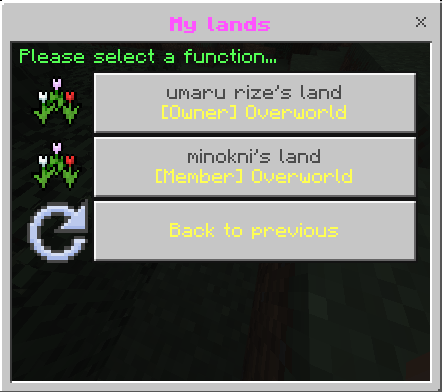 My lands
Please select a function...
umaru rize's land
[Owner] Overworld
minokni's land
[Member] Overworld
Back to previous